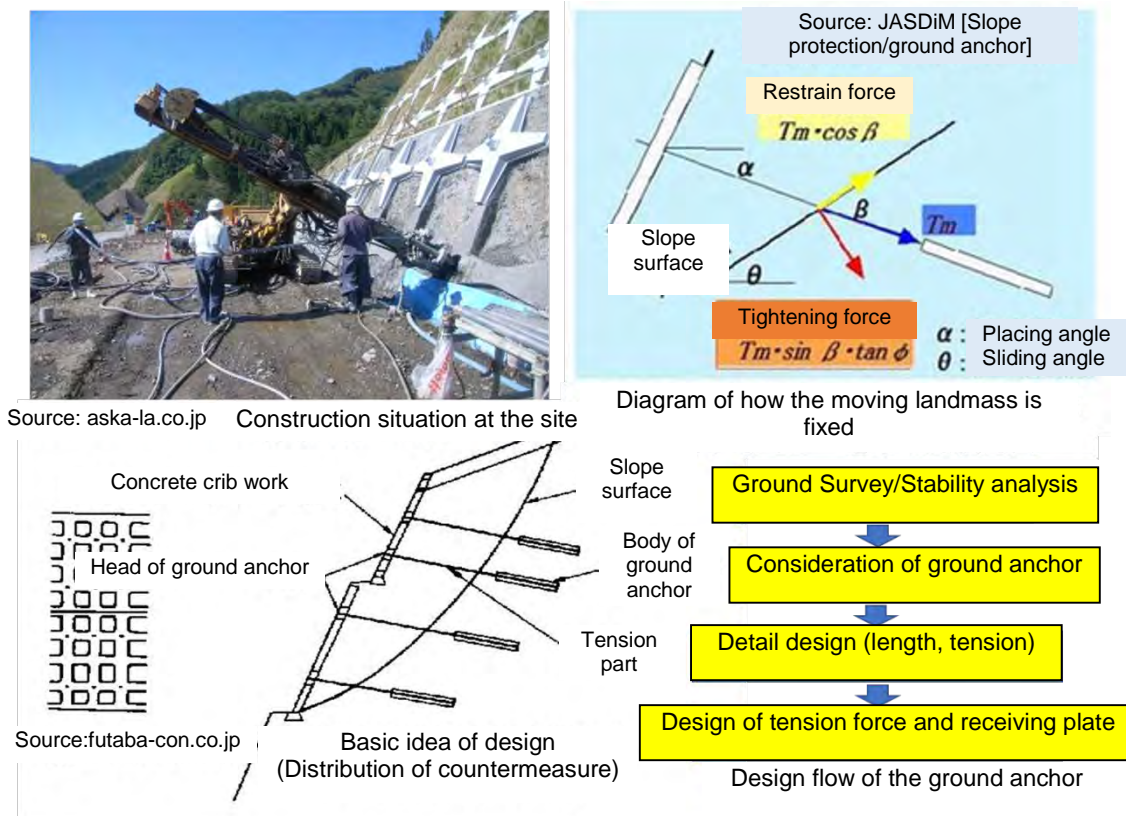 Source: JASDiM [Slope
protection/ground anchor]
Restrain force
Tm·cos β
α
β
Tm
Slope
surface
θ
Tightening force
Tm·sin β·tan ϕ
α : Placing angle
θ : Sliding angle
Source: aska-la.co.jp
Construction situation at the site
Diagram of how the moving landmass is
fixed
Concrete crib work
Head of ground anchor
Slope
surface
Body of
ground
anchor
Tension
part
Source:futaba-con.co.jp
Basic idea of design
(Distribution of countermeasure)
Ground Survey/Stability analysis
Consideration of ground anchor
Detail design (length, tension)
Design of tension force and receiving plate
Design flow of the ground anchor